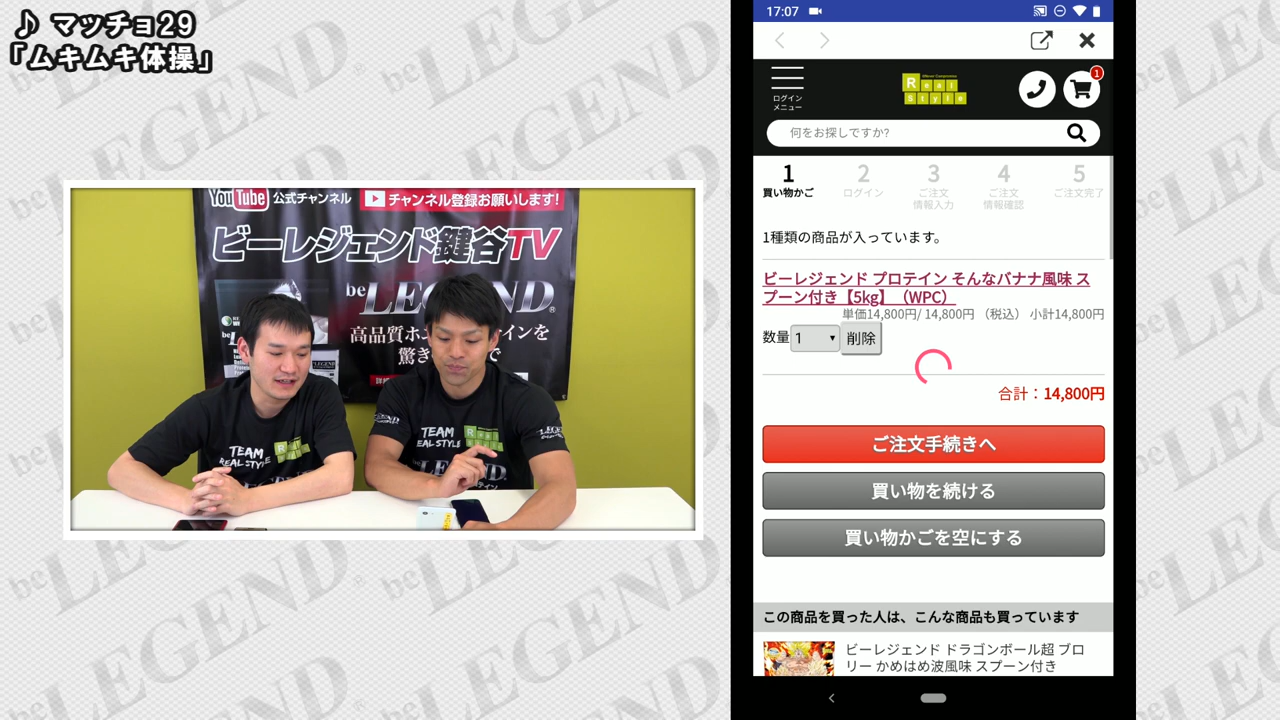 ♪ マッチョ29
「ムキムキ体操」
YouTube 公式チャンネル
チャンネル登録お願いします!
ビーレジェンド鍵谷TV
be LEGEND
TEAM
REAL STYLE
TEAM
REAL STYLE
17:07
ログイン
メニュー
Real
Style
1
何をお探しですか?
1 2 3 4 5
買い物かご ログイン ご注文 ご注文 ご注文完了
情報入力 情報確認
1種類の商品が入っています。
ビーレジェンド プロテイン そんなバナナ風味 ス
プーン付き【5kg】（WPC）
単価14,800円/ 14,800円 （税込） 小計14,800円
数量 1 削除
合計：14,800円
ご注文手続きへ
買い物を続ける
買い物かごを空にする
この商品を買った人は、こんな商品も買っています
ビーレジェンド ドラゴンボール超 ブロ
リー かめはめ波風味 スプーン付き
be LEGEND